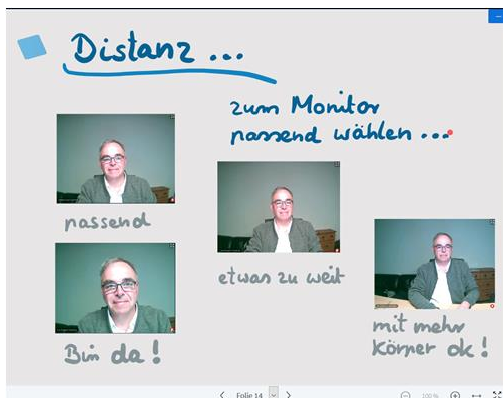 Distanz ...
zum Monitor
passend wählen ...
passend
etwas zu weit
Bin da!
mit mehr
Körper ok!
Folie 14
100 %